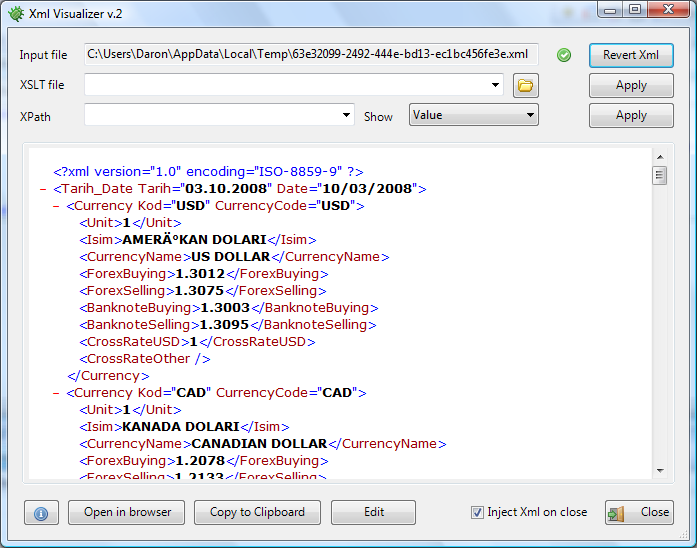 Xml Visualizer v.2
Input file C:\Users\Daron\AppData\Local\Temp\63e32099-2492-444e-bd13-ec1bc456fe3e.xml Revert Xml
XSLT file Apply
XPath Show Value Apply
<?xml version="1.0" encoding="ISO-8859-9" ?>
- <Tarih_Date Tarih="03.10.2008" Date="10/03/2008">
- <Currency Kod="USD" CurrencyCode="USD">
<Unit>1</Unit>
<Isim>AMERÄ°KAN DOLARI</Isim>
<CurrencyName>US DOLLAR</CurrencyName>
<ForexBuying>1.3012</ForexBuying>
<ForexSelling>1.3075</ForexSelling>
<BanknoteBuying>1.3003</BanknoteBuying>
<BanknoteSelling>1.3095</BanknoteSelling>
<CrossRateUSD>1</CrossRateUSD>
<CrossRateOther />
</Currency>
- <Currency Kod="CAD" CurrencyCode="CAD">
<Unit>1</Unit>
<Isim>KANADA DOLARI</Isim>
<CurrencyName>CANADIAN DOLLAR</CurrencyName>
<ForexBuying>1.2078</ForexBuying>
<ForexSelling>1.2133</ForexSelling>
Open in browser Copy to Clipboard Edit Inject Xml on close Close